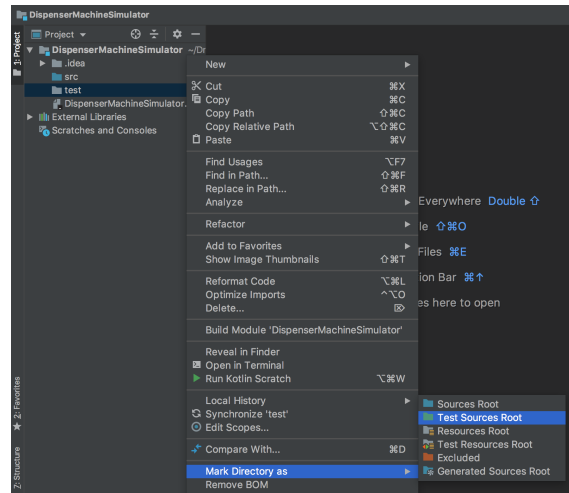 DispenserMachineSimulator
1: Project
Project
DispenserMachineSimulator ~/Dr
.idea
src
test
DispenserMachineSimulator.
External Libraries
Scratches and Consoles
New
Cut ⌘X
Copy ⌘C
Copy Path ⇧⌘C
Copy Relative Path ⌥⇧⌘C
Paste ⌘V
Find Usages ⌥F7
Find in Path... ⇧⌘F
Replace in Path... ⇧⌘R
Analyze
Refactor
Add to Favorites
Show Image Thumbnails ⇧⌘T
Reformat Code ⌥⌘L
Optimize Imports ^⌥O
Delete... ⌦
Build Module 'DispenserMachineSimulator'
Reveal in Finder
Open in Terminal
Run Kotlin Scratch ⌥⌘W
Local History
Synchronize 'test'
Edit Scopes...
Compare With... ⌘D
Mark Directory as
Remove BOM
Everywhere Double ⇧
le ⇧⌘O
Files ⌘E
ion Bar ⌘↑
es here to open
Sources Root
Test Sources Root
Resources Root
Test Resources Root
Excluded
Generated Sources Root
2: Favorites
Z: Structure